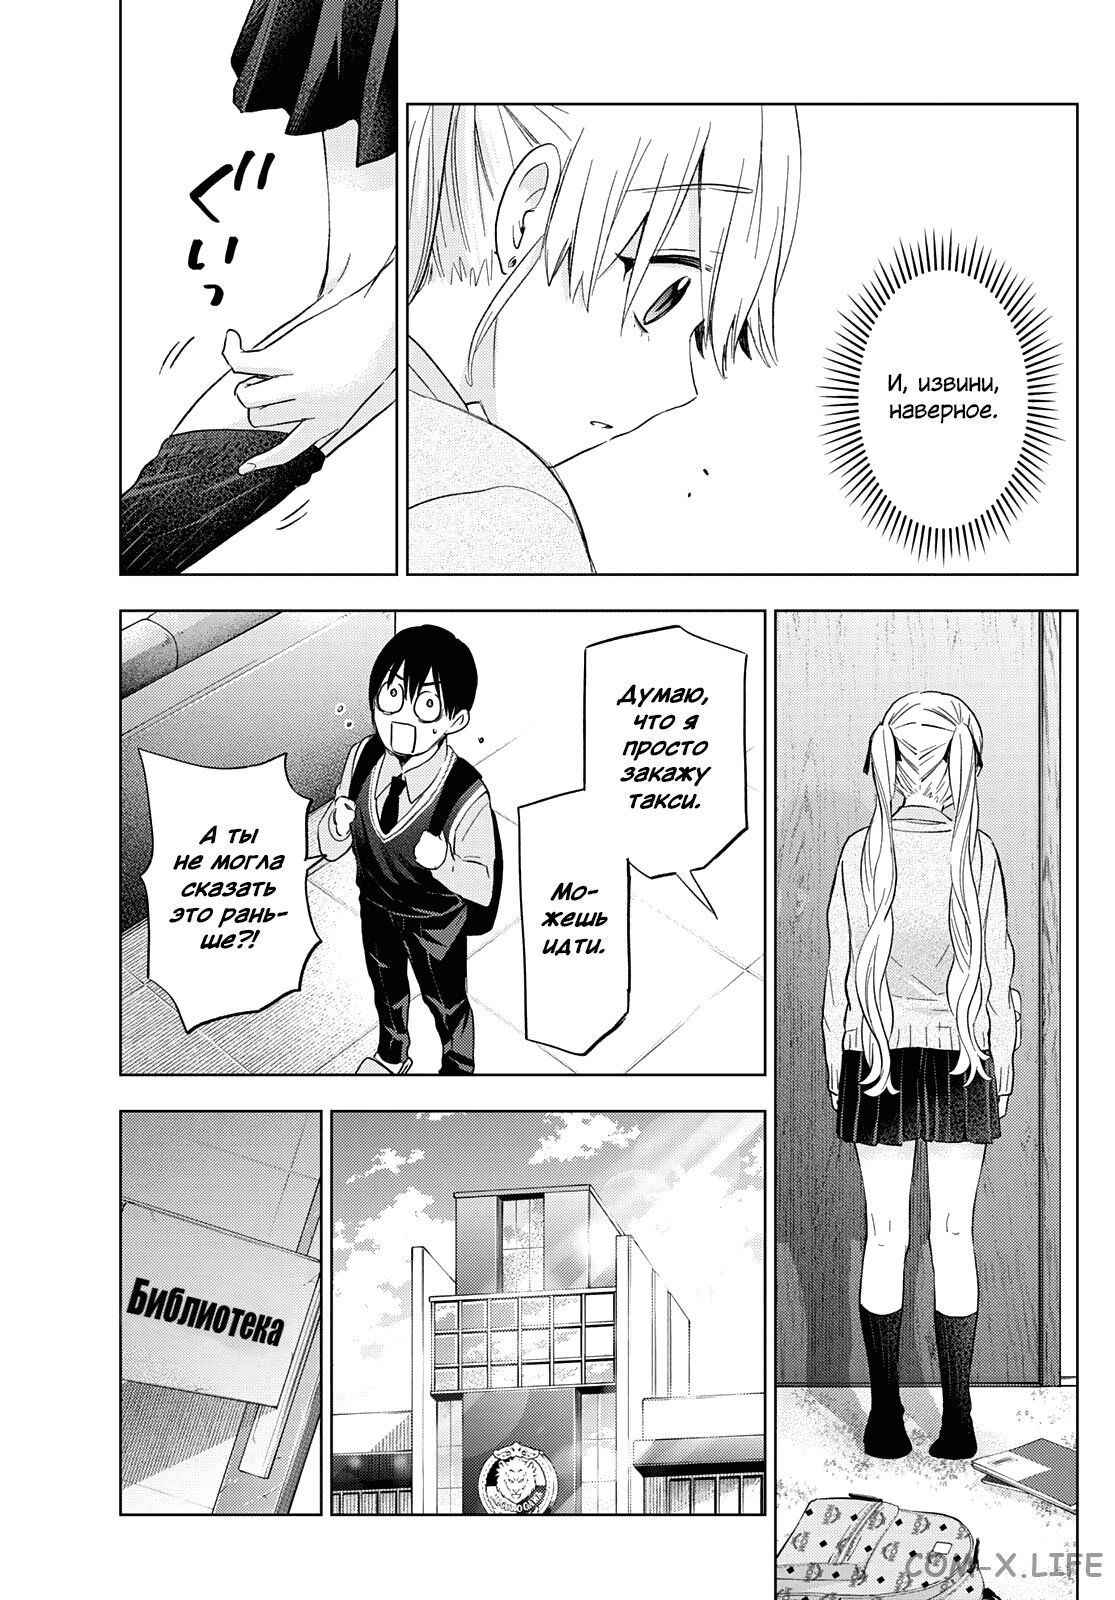 И, извини,
наверное.
Думаю,
что я
просто
закажу
такси.
Мо-
жешь
идти.
А ты
не могла
сказать
это рань-
ше?!
ぐいっ
Библиотека
COM-X.LIFE